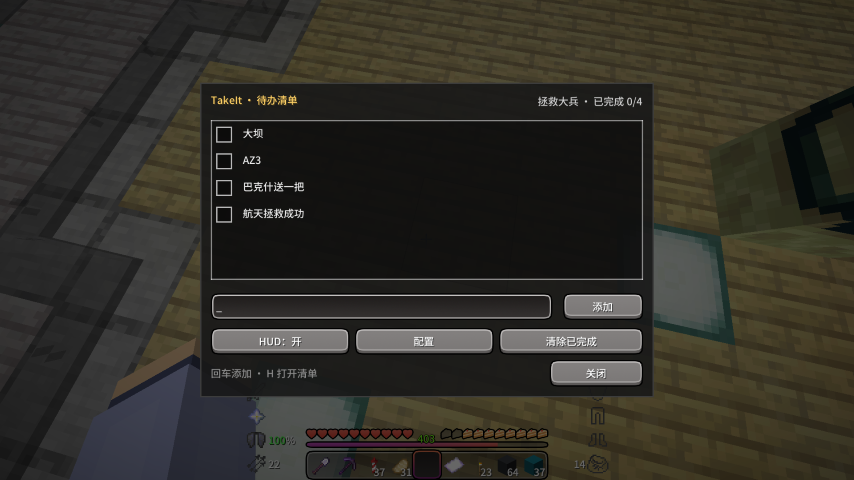 TakeIt · 待办清单
拯救大兵 · 已完成 0/4
大坝
AZ3
巴克什送一把
航天拯救成功
_
添加
HUD: 开
配置
清除已完成
回车添加 · H 打开清单
关闭
100%
403
22
37
31
23
64
37
14